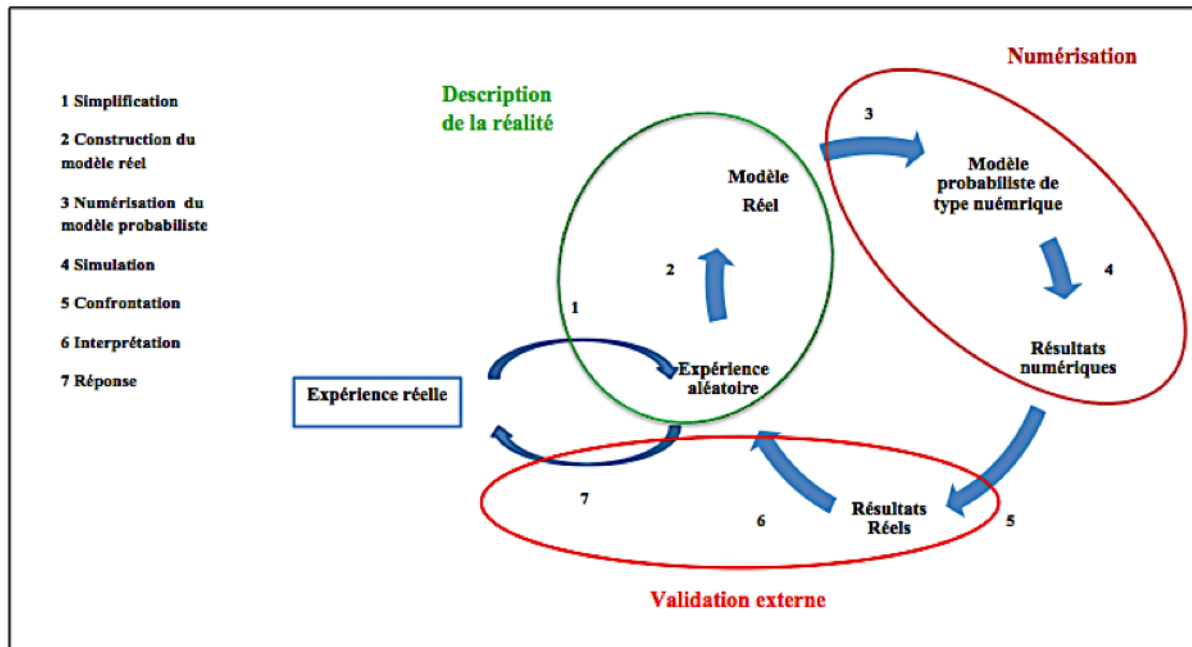 Numérisation
1 Simplification
2 Construction du
modèle réel
3 Numérisation du
modèle probabiliste
4 Simulation
5 Confrontation
6 Interprétation
7 Réponse
Description
de la réalité
3
Modèle
Réel
Modèle
probabiliste de
type nuémrique
2
4
1
Résultats
numériques
Expérience réelle
Expérience
aléatoire
7
6
Résultats
Réels
5
Validation externe